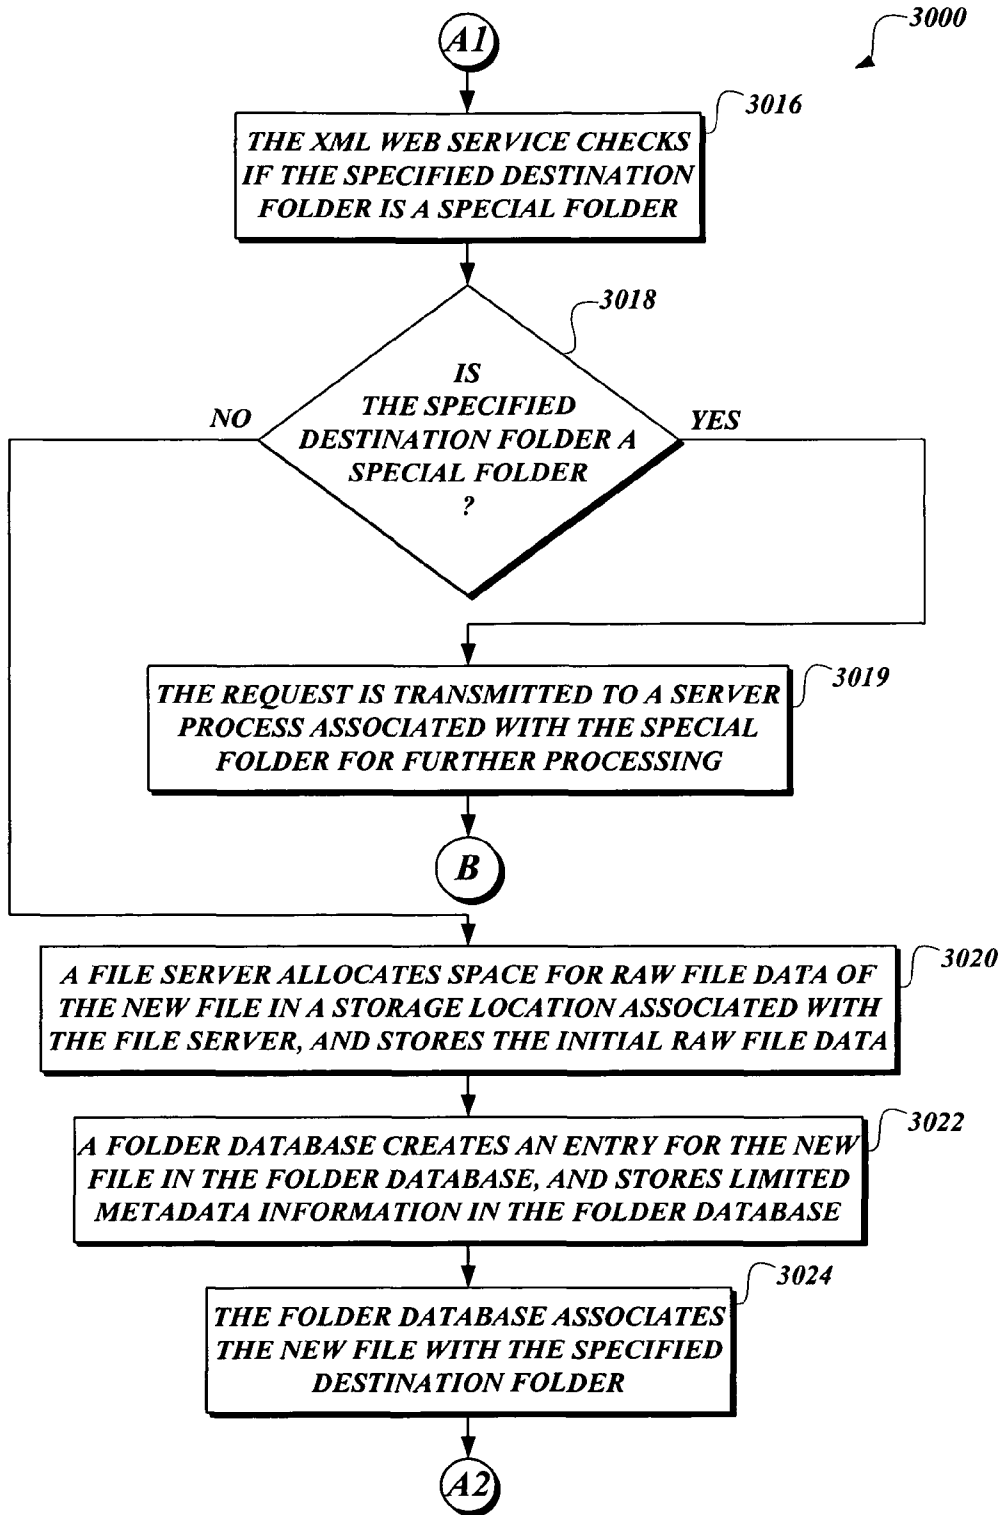 A1
3000
3016
THE XML WEB SERVICE CHECKS
IF THE SPECIFIED DESTINATION
FOLDER IS A SPECIAL FOLDER
3018
IS
THE SPECIFIED
DESTINATION FOLDER A
SPECIAL FOLDER
?
NO
YES
3019
THE REQUEST IS TRANSMITTED TO A SERVER
PROCESS ASSOCIATED WITH THE SPECIAL
FOLDER FOR FURTHER PROCESSING
B
3020
A FILE SERVER ALLOCATES SPACE FOR RAW FILE DATA OF
THE NEW FILE IN A STORAGE LOCATION ASSOCIATED WITH
THE FILE SERVER, AND STORES THE INITIAL RAW FILE DATA
3022
A FOLDER DATABASE CREATES AN ENTRY FOR THE NEW
FILE IN THE FOLDER DATABASE, AND STORES LIMITED
METADATA INFORMATION IN THE FOLDER DATABASE
3024
THE FOLDER DATABASE ASSOCIATES
THE NEW FILE WITH THE SPECIFIED
DESTINATION FOLDER
A2